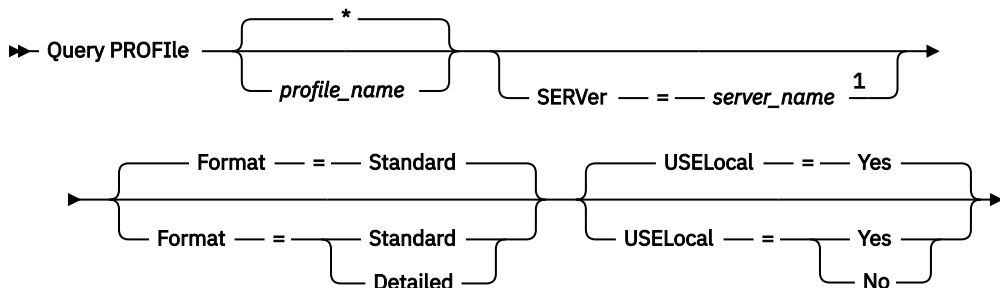 *
Query PROFIle
profile_name
SERVer = server_name 1
Format = Standard
USELocal = Yes
Format = Standard
Detailed
USELocal = Yes
No